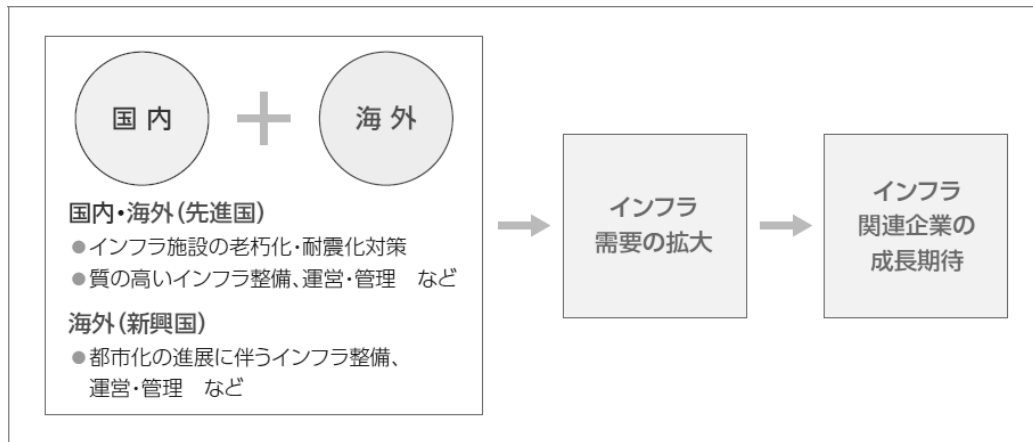 国内
海外
国内・海外（先進国）
●インフラ施設の老朽化・耐震化対策
●質の高いインフラ整備、運営・管理　など
海外（新興国）
●都市化の進展に伴うインフラ整備、
運営・管理　など
インフラ
需要の拡大
インフラ
関連企業の
成長期待